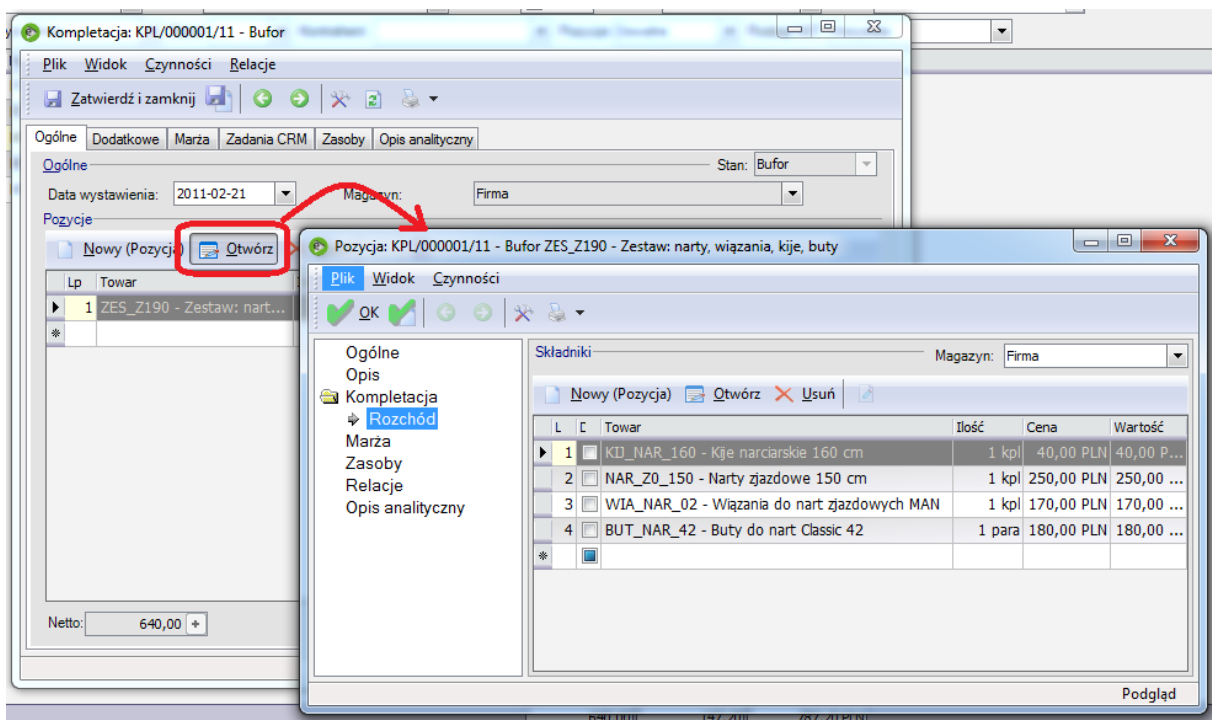 Kompletacja: KPL/000001/11 - Bufor
Plik Widok Czynności Relacje
Zatwierdź i zamknij
Ogólne Dodatkowe Marża Zadania CRM Zasoby Opis analityczny
Ogólne Stan: Bufor
Data wystawienia: 2011-02-21 Magazyn: Firma
Pozycje
Nowy (Pozycja) Otwórz
Lp Towar
1 ZES_Z190 - Zestaw: nart...
Netto: 640,00 +
Pozycja: KPL/000001/11 - Bufor ZES_Z190 - Zestaw: narty, wiązania, kije, buty
Plik Widok Czynności
OK
Ogólne
Opis
Kompletacja
Rozchód
Marża
Zasoby
Relacje
Opis analityczny
Składniki Magazyn: Firma
Nowy (Pozycja) Otwórz Usuń
L Towar Ilość Cena Wartość
1 KIJ_NAR_160 - Kije narciarskie 160 cm 1 kpl 40,00 PLN 40,00 P...
2 NAR_Z0_150 - Narty zjazdowe 150 cm 1 kpl 250,00 PLN 250,00 ...
3 WIA_NAR_02 - Wiązania do nart zjazdowych MAN 1 kpl 170,00 PLN 170,00 ...
4 BUT_NAR_42 - Buty do nart Classic 42 1 para 180,00 PLN 180,00 ...
Podgląd